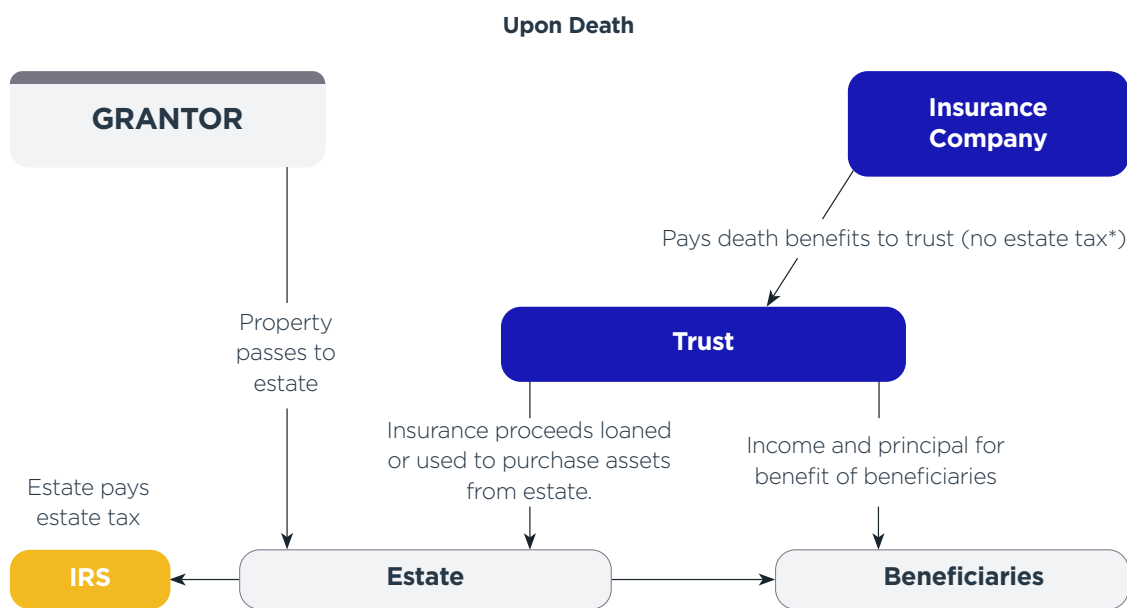 Upon Death
GRANTOR
Insurance
Company
Pays death benefits to trust (no estate tax*)
Trust
Property
passes to
estate
Insurance proceeds loaned
or used to purchase assets
from estate.
Income and principal for
benefit of beneficiaries
Estate pays
estate tax
IRS
Estate
Beneficiaries